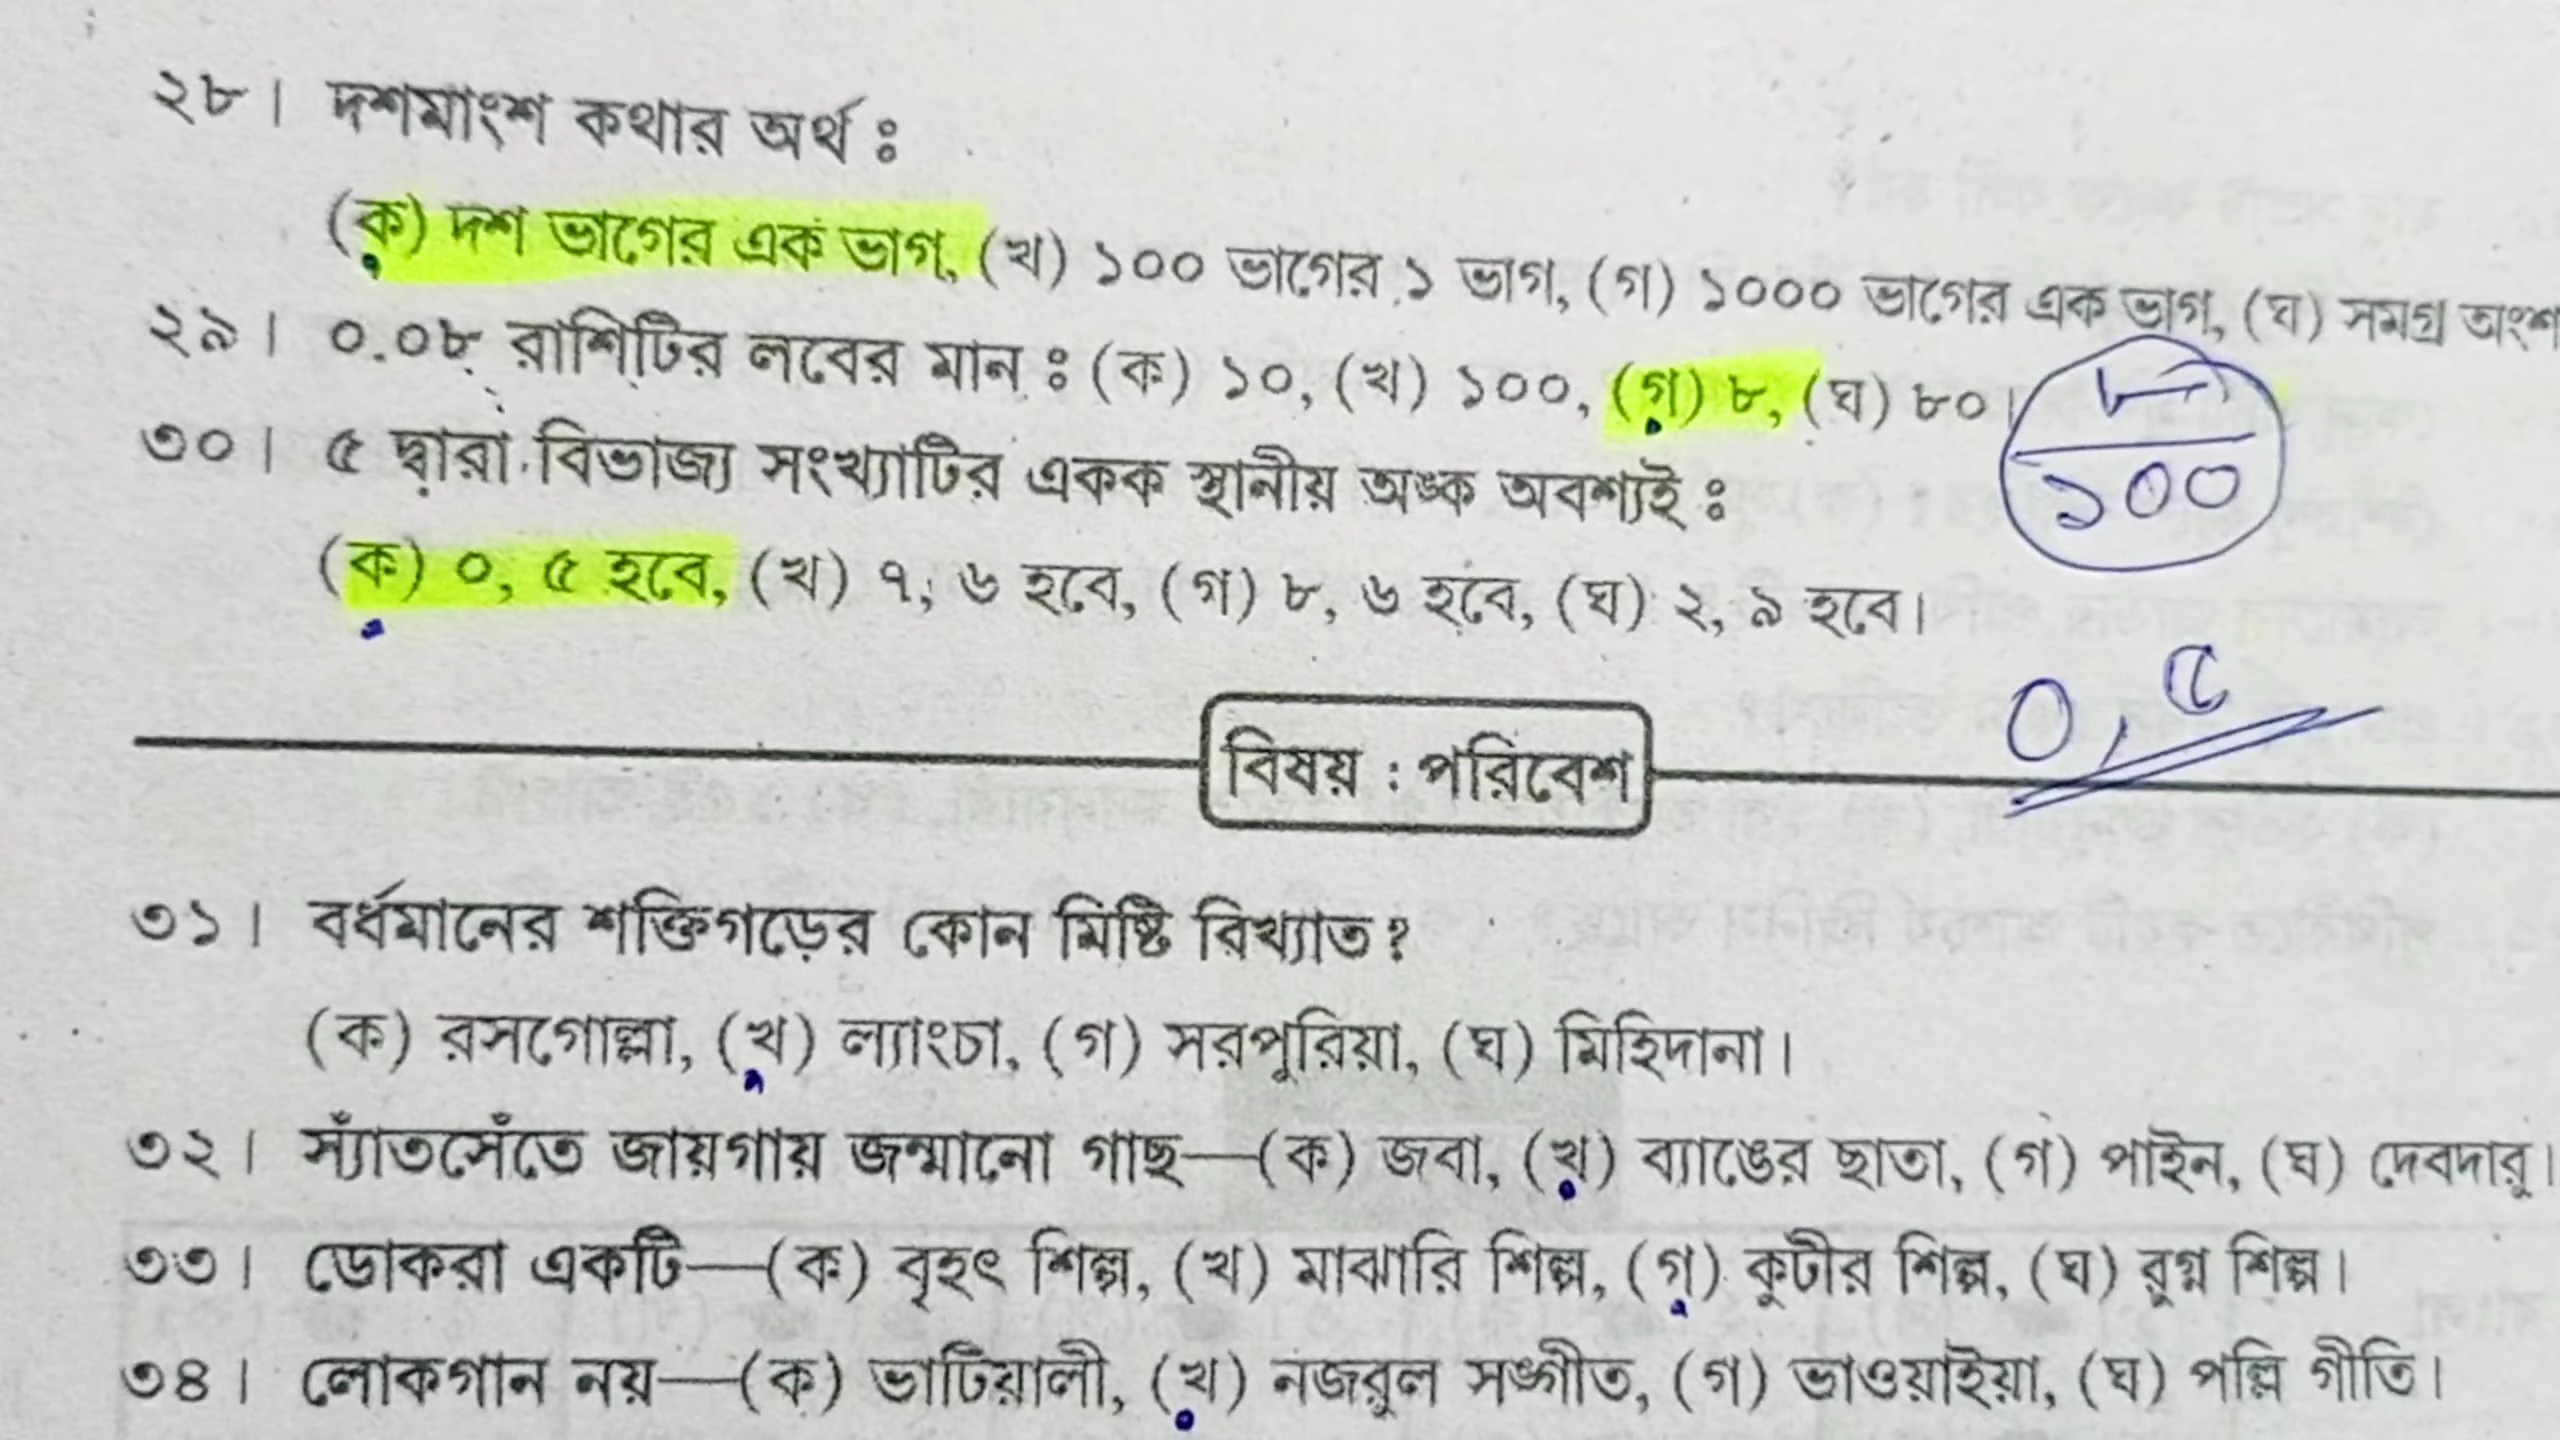 ২৮। দশমাংশ কথার অর্থ ঃ
(ক) দশ ভাগের এক ভাগ, (খ) ১০০ ভাগের ১ ভাগ, (গ) ১০০০ ভাগের এক ভাগ, (ঘ) সমগ্র অংশ
২৯। ০.০৮ রাশিটির লবের মান ঃ (ক) ১০, (খ) ১০০, (গ) ৮, (ঘ) ৮০।
৮
১০০
৩০। ৫ দ্বারা বিভাজ্য সংখ্যাটির একক স্থানীয় অঙ্ক অবশ্যই ঃ
(ক) ০, ৫ হবে, (খ) ৭, ৬ হবে, (গ) ৮, ৬ হবে, (ঘ) ২, ৯ হবে।
০, ৫
বিষয় : পরিবেশ
৩১। বর্ধমানের শক্তিগড়ের কোন মিষ্টি বিখ্যাত?
(ক) রসগোল্লা, (খ) ল্যাংচা, (গ) সরপুরিয়া, (ঘ) মিহিদানা।
৩২। স্যাঁতসেঁতে জায়গায় জন্মানো গাছ—(ক) জবা, (খ) ব্যাঙের ছাতা, (গ) পাইন, (ঘ) দেবদারু।
৩৩। ডোকরা একটি—(ক) বৃহৎ শিল্প, (খ) মাঝারি শিল্প, (গ) কুটীর শিল্প, (ঘ) রুগ্ন শিল্প।
৩৪। লোকগান নয়—(ক) ভাটিয়ালী, (খ) নজরুল সঙ্গীত, (গ) ভাওয়াইয়া, (ঘ) পল্লি গীতি।